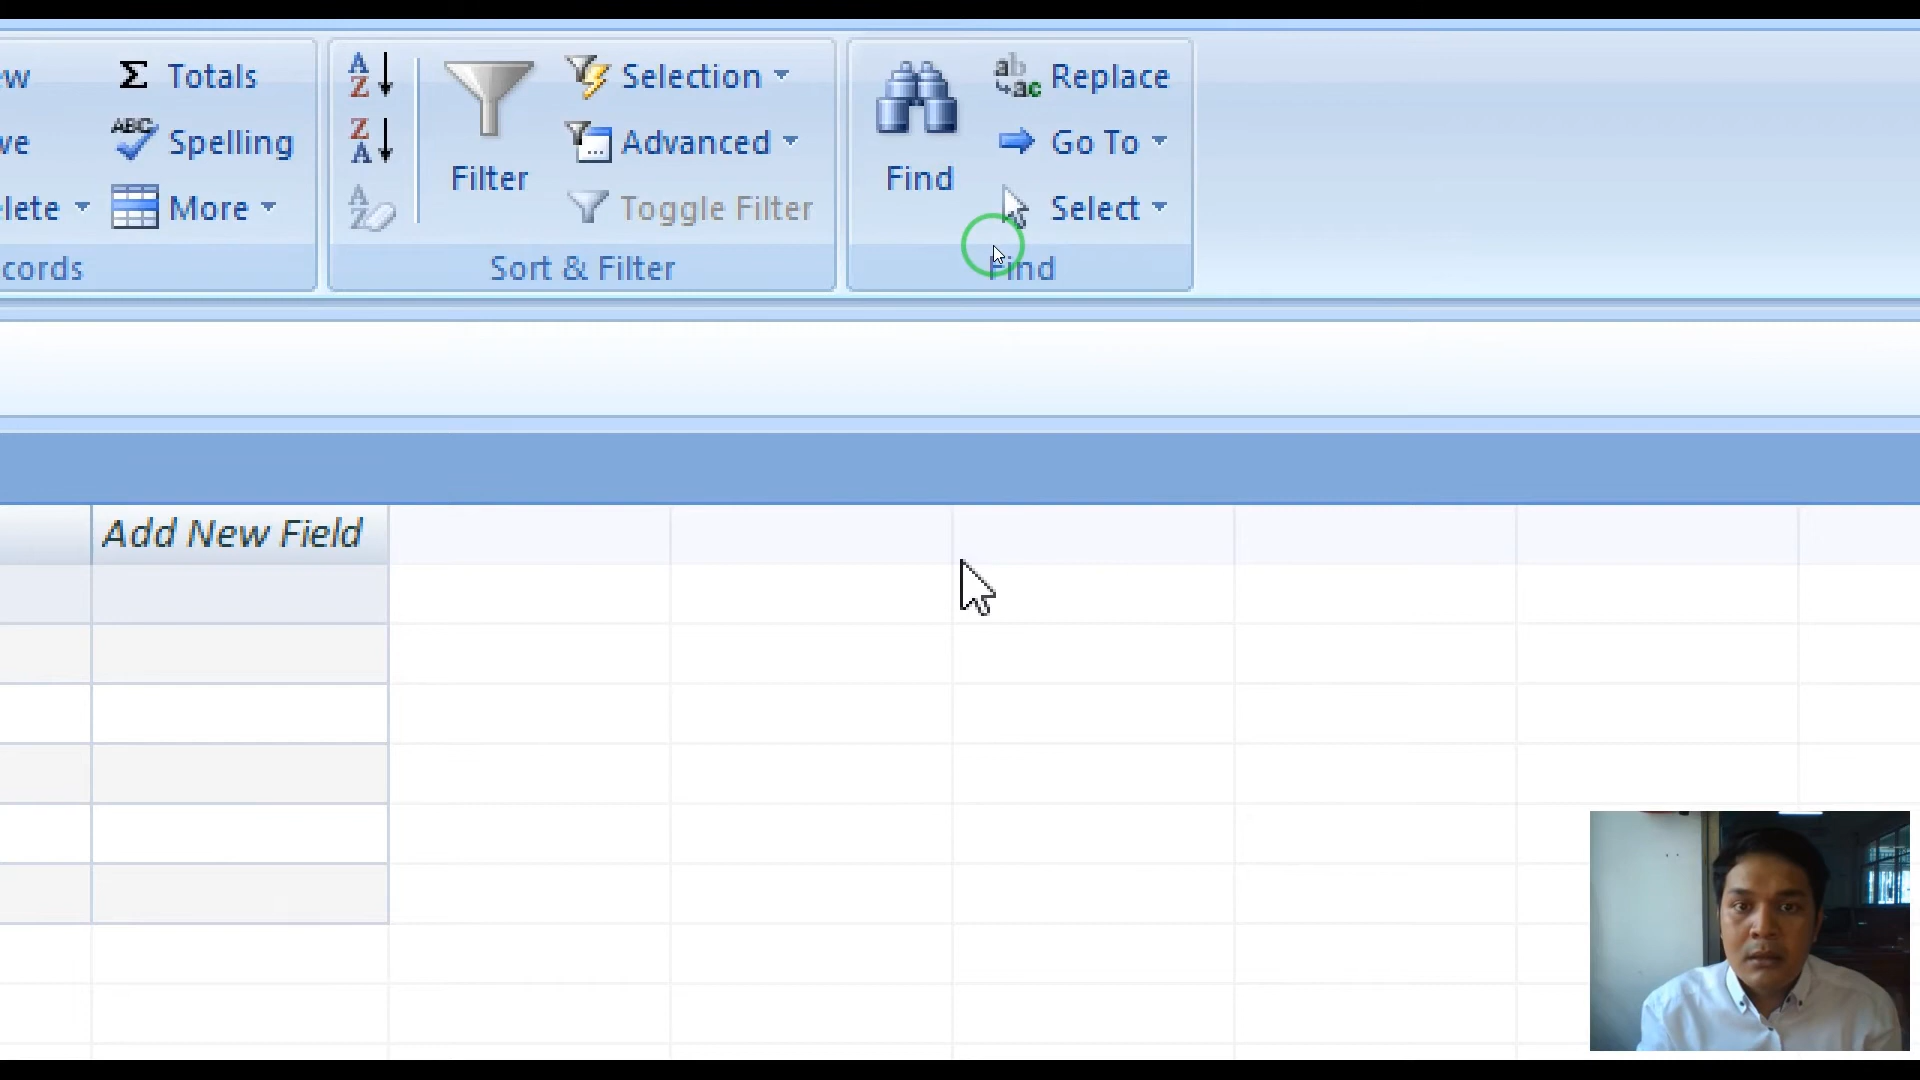 ew
Totals
Selection
Replace
ve
Spelling
Advanced
Go To
Filter
Find
lete
More
Toggle Filter
Select
cords
Sort & Filter
Find
Add New Field